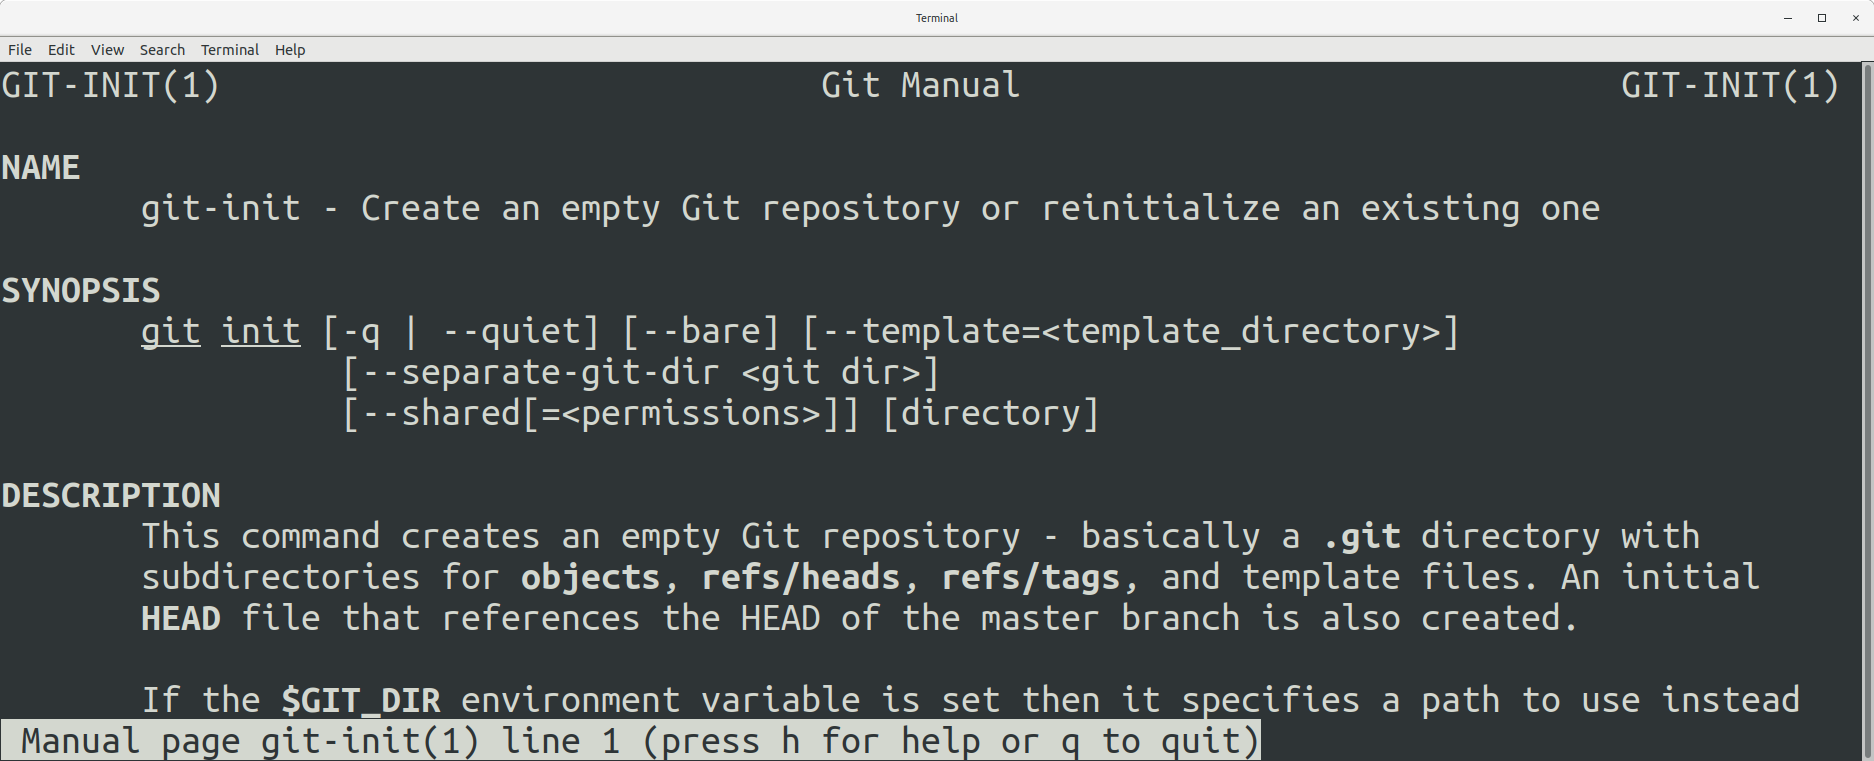 Terminal
File Edit View Search Terminal Help
GIT-INIT(1) Git Manual GIT-INIT(1)
NAME
git-init - Create an empty Git repository or reinitialize an existing one
SYNOPSIS
git init [-q | --quiet] [--bare] [--template=<template_directory>]
[--separate-git-dir <git dir>]
[--shared[=<permissions>]] [directory]
DESCRIPTION
This command creates an empty Git repository - basically a .git directory with
subdirectories for objects, refs/heads, refs/tags, and template files. An initial
HEAD file that references the HEAD of the master branch is also created.
If the $GIT_DIR environment variable is set then it specifies a path to use instead
Manual page git-init(1) line 1 (press h for help or q to quit)